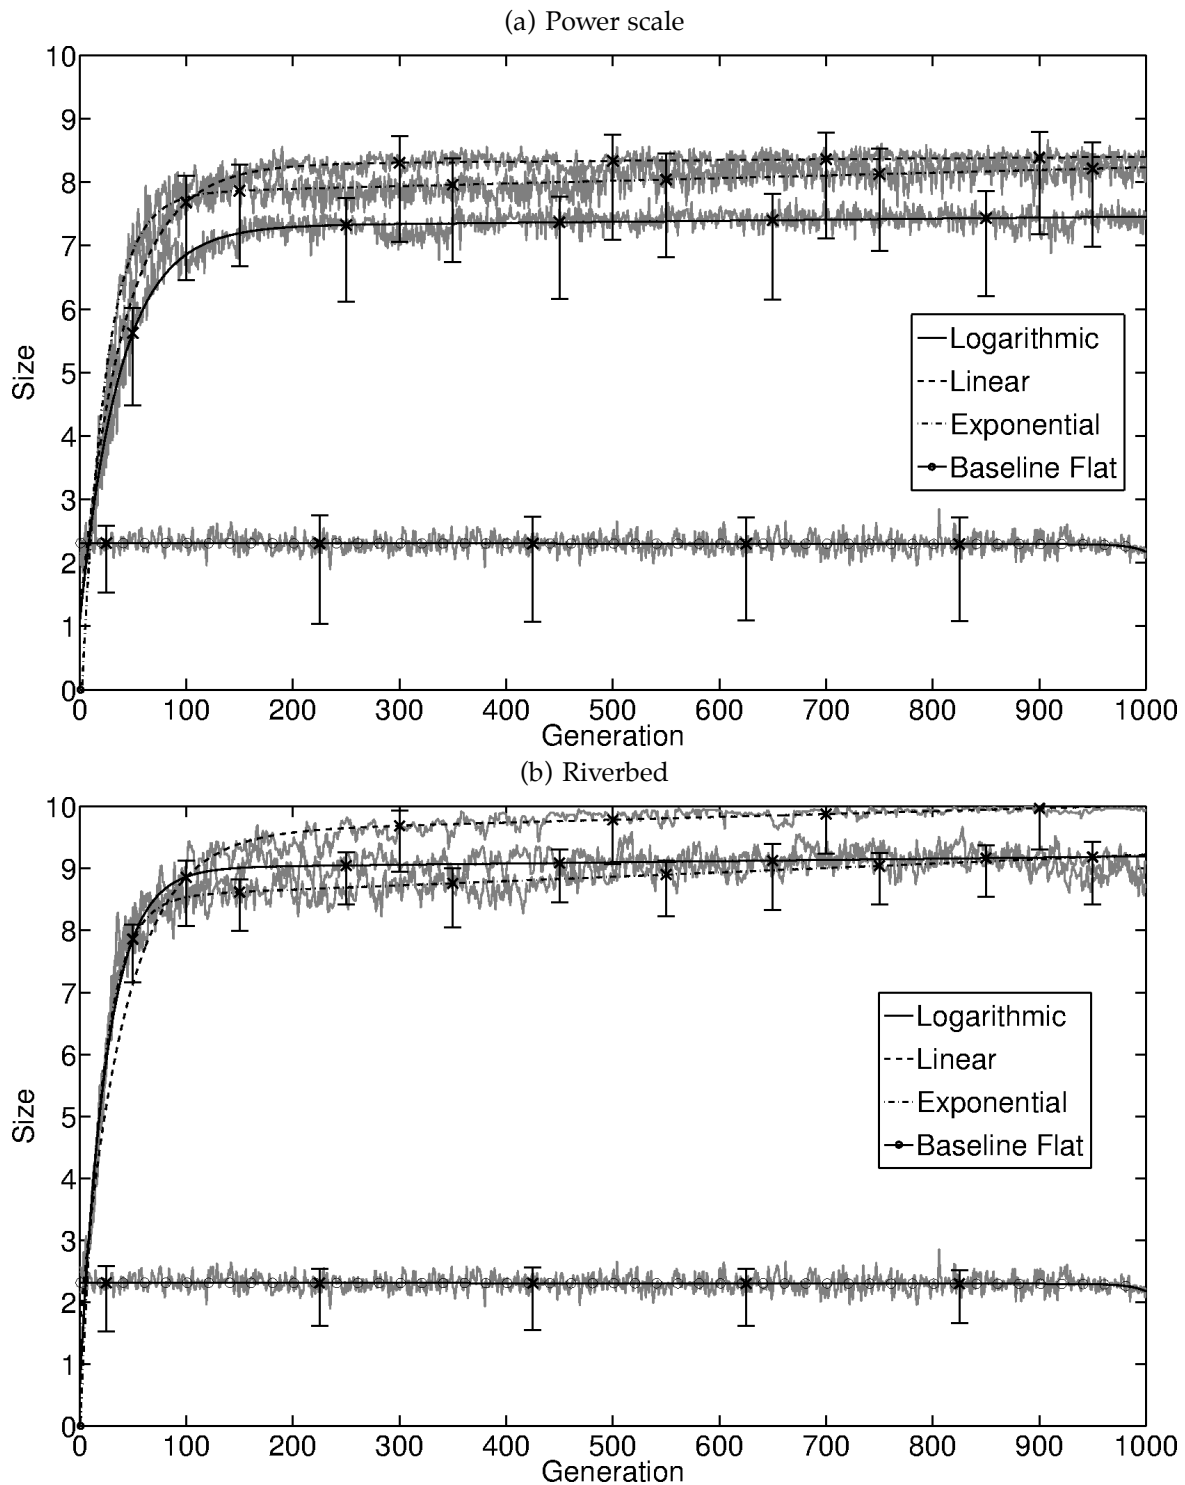 (a) Power scale
10
9
8
7
6
5
4
3
2
1
0
Size
Logarithmic
Linear
Exponential
Baseline Flat
0 100 200 300 400 500 600 700 800 900 1000
Generation
(b) Riverbed
10
9
8
7
6
5
4
3
2
1
0
Size
Logarithmic
Linear
Exponential
Baseline Flat
0 100 200 300 400 500 600 700 800 900 1000
Generation